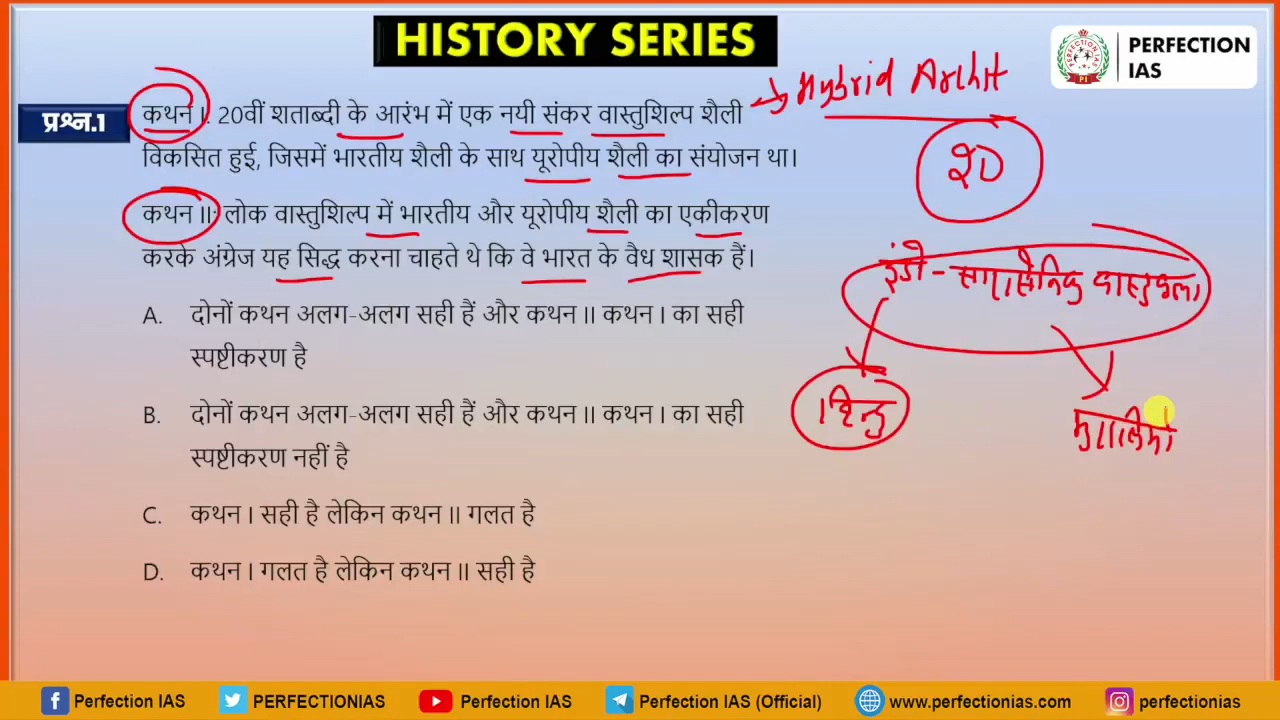 HISTORY SERIES
PERFECTION
IAS
PI
प्रश्न.1
कथन I: 20वीं शताब्दी के आरंभ में एक नयी संकर वास्तुशिल्प शैली
विकसित हुई, जिसमें भारतीय शैली के साथ यूरोपीय शैली का संयोजन था।
कथन II: लोक वास्तुशिल्प में भारतीय और यूरोपीय शैली का एकीकरण
करके अंग्रेज यह सिद्ध करना चाहते थे कि वे भारत के वैध शासक हैं।
A. दोनों कथन अलग-अलग सही हैं और कथन II कथन I का सही
स्पष्टीकरण है
B. दोनों कथन अलग-अलग सही हैं और कथन II कथन I का सही
स्पष्टीकरण नहीं है
C. कथन I सही है लेकिन कथन II गलत है
D. कथन I गलत है लेकिन कथन II सही है
Hybrid
20
इंडो-
हिन्दू
Perfection IAS
PERFECTIONIAS
Perfection IAS
Perfection IAS (Official)
www.perfectionias.com
perfectionias